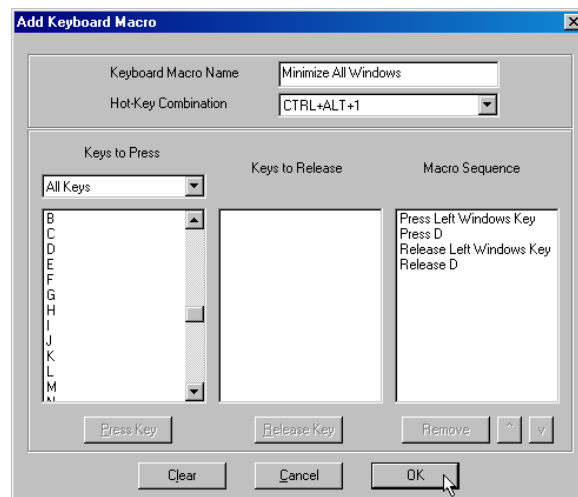 Add Keyboard Macro
Keyboard Macro Name
Minimize All Windows
Hot-Key Combination
CTRL+ALT+1
Keys to Press
Keys to Release
Macro Sequence
All Keys
B
C
D
E
F
G
H
I
J
K
L
M
N
Press Left Windows Key
Press D
Release Left Windows Key
Release D
Press Key
Release Key
Remove
^
v
Clear
Cancel
OK